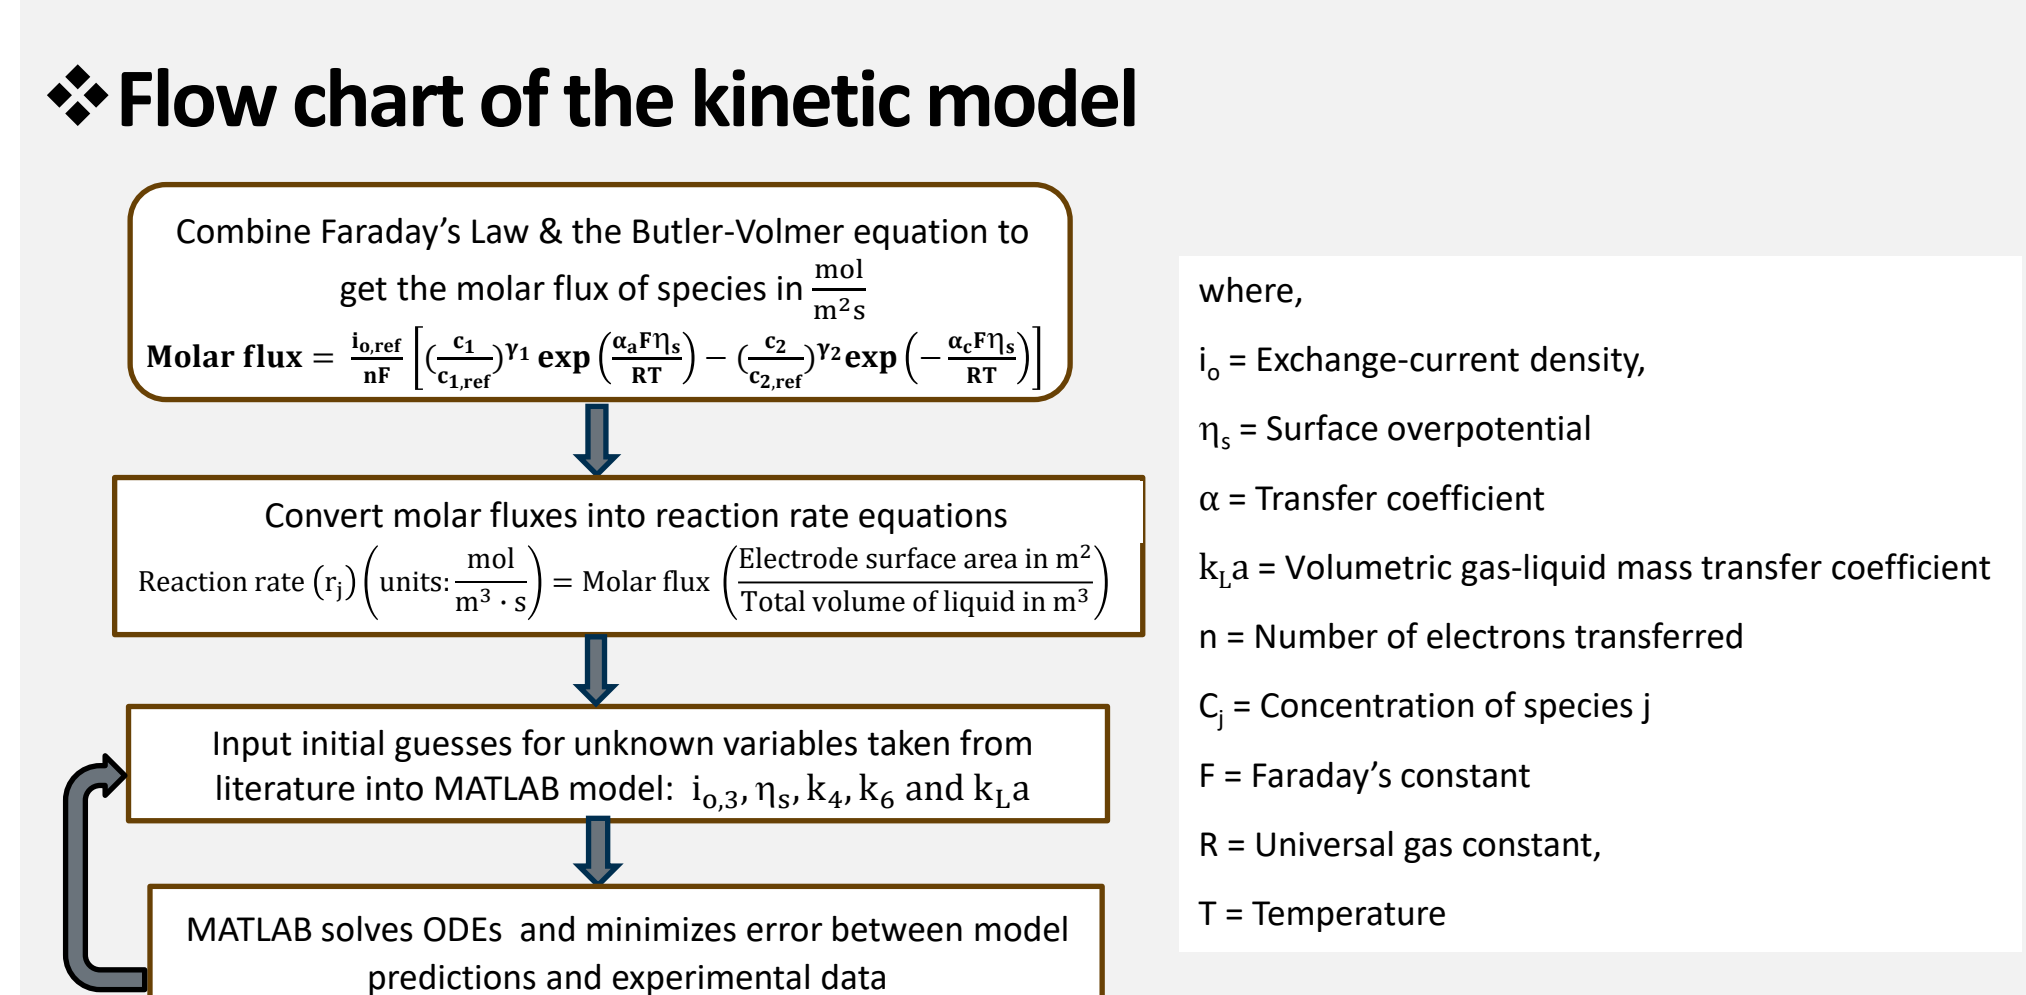 ❖Flow chart of the kinetic model
Combine Faraday’s Law & the Butler-Volmer equation to
get the molar flux of species in mol/m²s
Molar flux = i_{o,ref}/nF [(c₁/c_{1,ref})^{γ₁} exp(α_aFη_s/RT) − (c₂/c_{2,ref})^{γ₂} exp(−α_cFη_s/RT)]
Convert molar fluxes into reaction rate equations
Reaction rate (r_j) (units: mol/m³ · s) = Molar flux (Electrode surface area in m²/Total volume of liquid in m³)
Input initial guesses for unknown variables taken from
literature into MATLAB model: i_{o,3}, η_s, k₄, k₆ and k_La
MATLAB solves ODEs and minimizes error between model
predictions and experimental data
where,
i_o = Exchange-current density,
η_s = Surface overpotential
α = Transfer coefficient
k_La = Volumetric gas-liquid mass transfer coefficient
n = Number of electrons transferred
C_j = Concentration of species j
F = Faraday’s constant
R = Universal gas constant,
T = Temperature